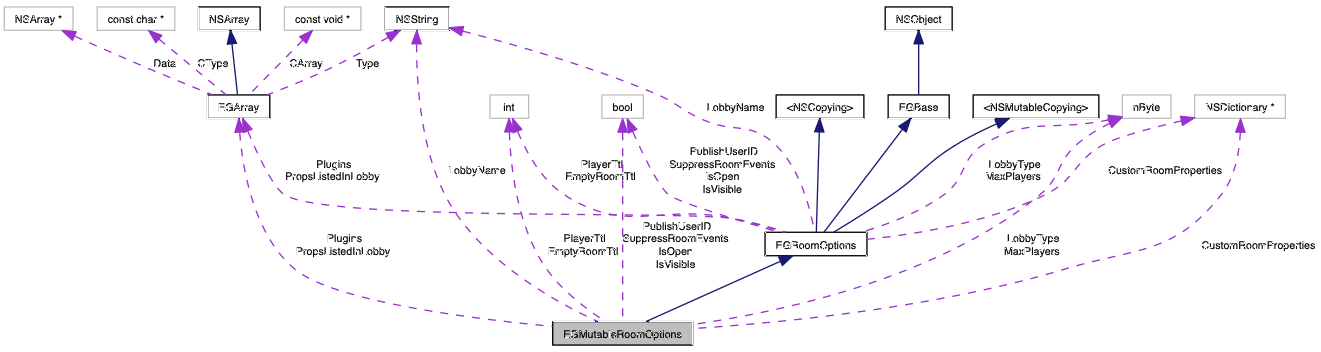 NSArray *
const char *
NSArray
const void *
NSString
NSObject
Data
CType
CArray
Type
EGArray
int
bool
<NSCopying>
EGBase
<NSMutableCopying>
nByte
NSDictionary *
LobbyName
Plugins
PropsListedInLobby
LobbyName
PlayerTtl
EmptyRoomTtl
PublishUserID
SuppressRoomEvents
IsOpen
IsVisible
LobbyType
MaxPlayers
CustomRoomProperties
EGRoomOptions
Plugins
PropsListedInLobby
PlayerTtl
EmptyRoomTtl
PublishUserID
SuppressRoomEvents
IsOpen
IsVisible
LobbyType
MaxPlayers
CustomRoomProperties
EGMutableRoomOptions